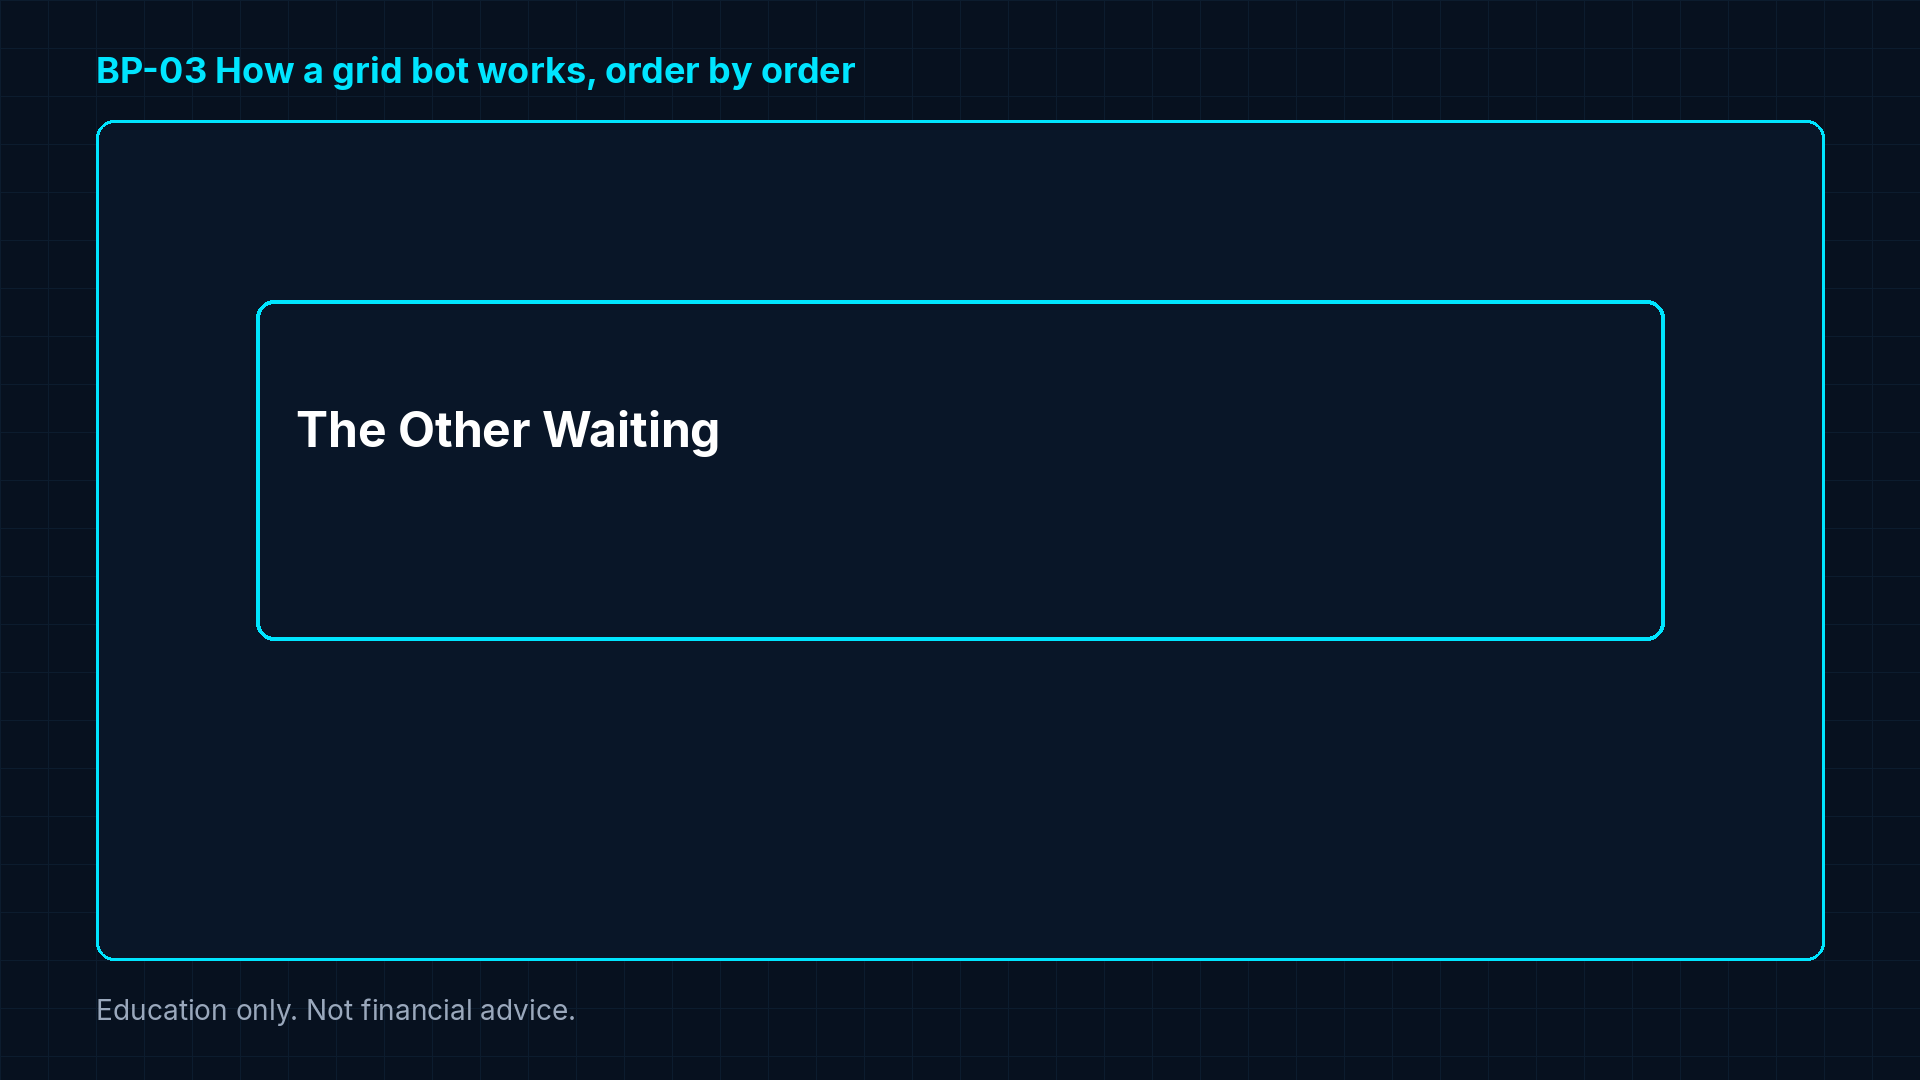 BP-03 How a grid bot works, order by order
The Other Waiting
Education only. Not financial advice.